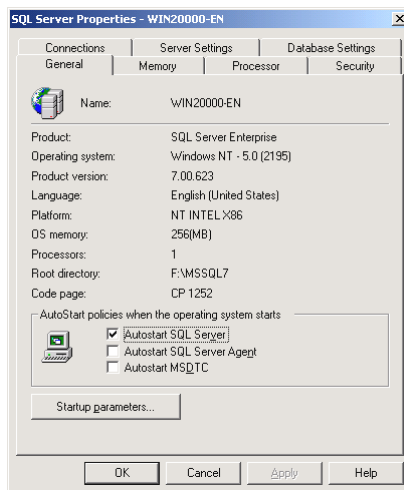 SQL Server Properties - WIN20000-EN
Connections Server Settings Database Settings
General Memory Processor Security
Name: WIN20000-EN
Product: SQL Server Enterprise
Operating system: Windows NT - 5.0 (2195)
Product version: 7.00.623
Language: English (United States)
Platform: NT INTEL X86
OS memory: 256(MB)
Processors: 1
Root directory: F:\MSSQL7
Code page: CP 1252
AutoStart policies when the operating system starts
Autostart SQL Server
Autostart SQL Server Agent
Autostart MSDTC
Startup parameters...
OK Cancel Apply Help